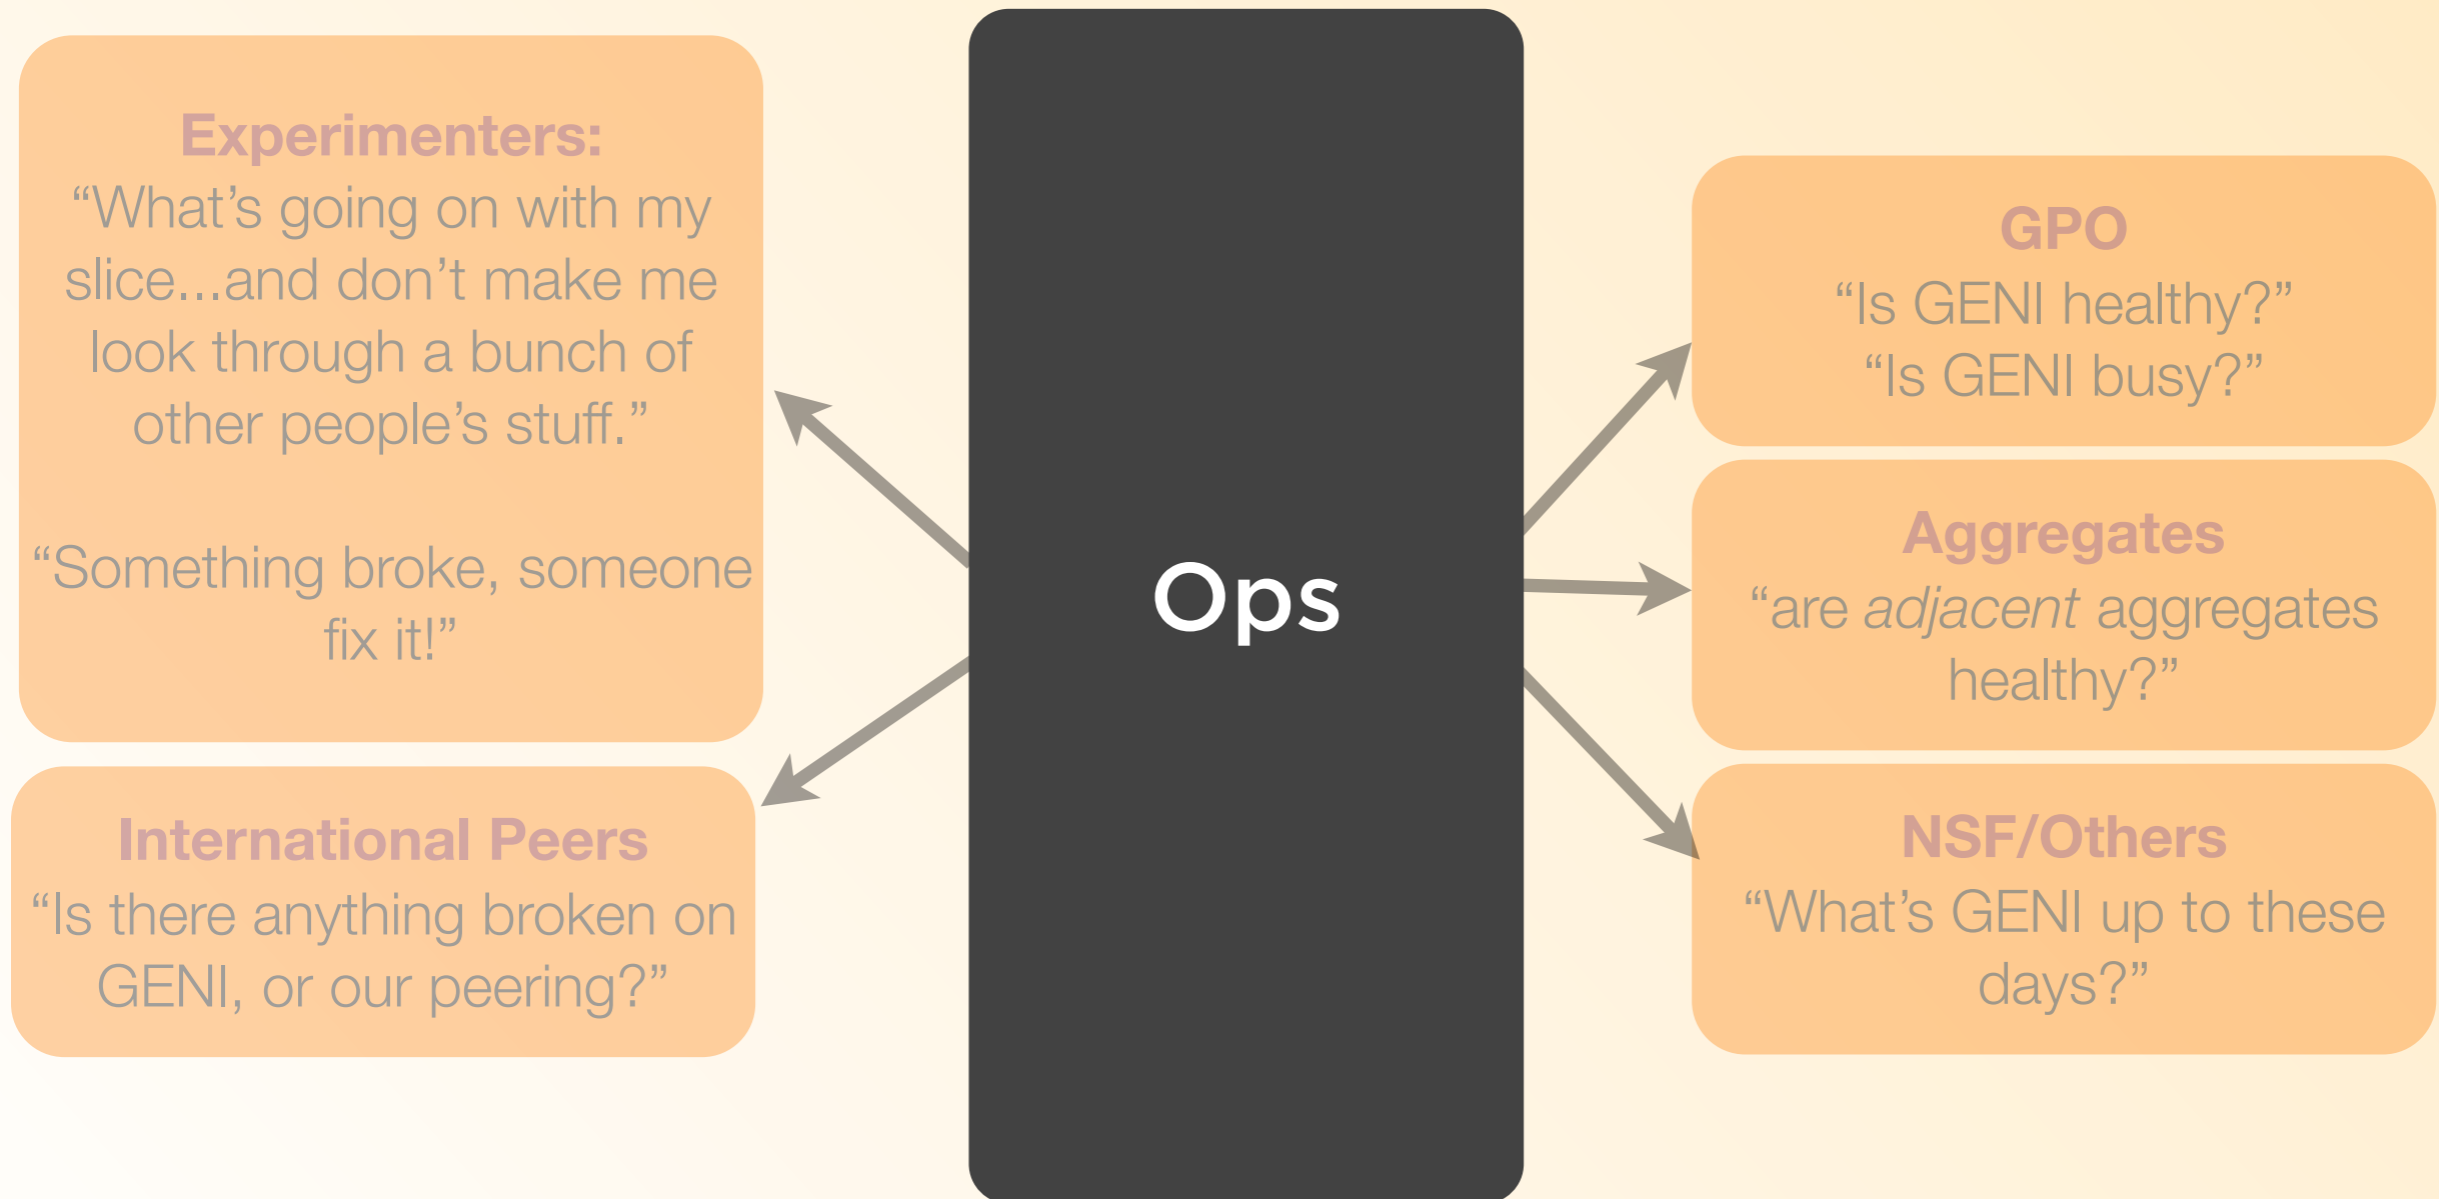 Experimenters:
“What’s going on with my
slice...and don’t make me
look through a bunch of
other people’s stuff.”
“Something broke, someone
fix it!”
International Peers
“Is there anything broken on
GENI, or our peering?”
Ops
GPO
“Is GENI healthy?”
“Is GENI busy?”
Aggregates
“are adjacent aggregates
healthy?”
NSF/Others
“What’s GENI up to these
days?”